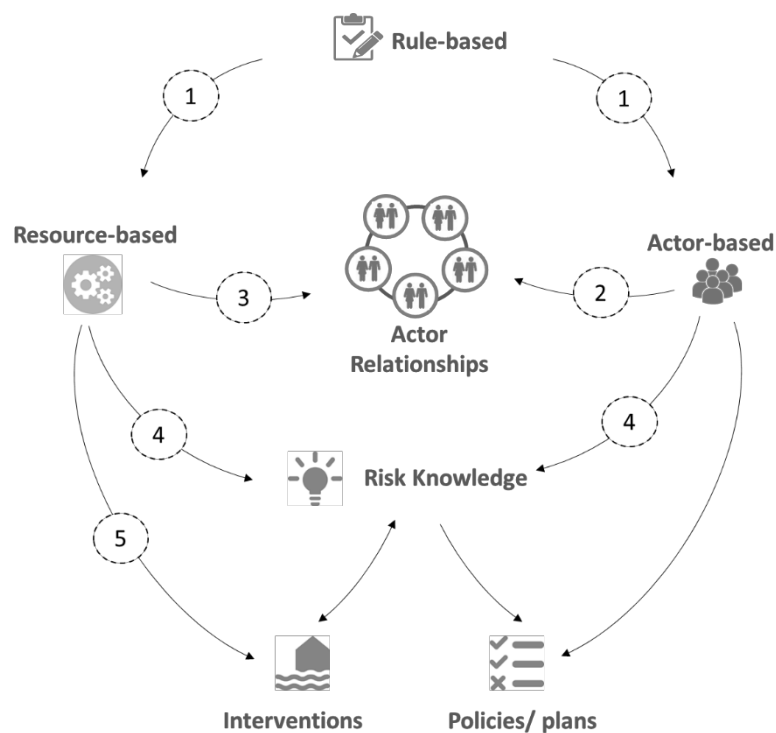 Rule-based
1
1
Resource-based
Actor-based
3
2
Actor
Relationships
4
4
Risk Knowledge
5
Interventions
Policies/ plans